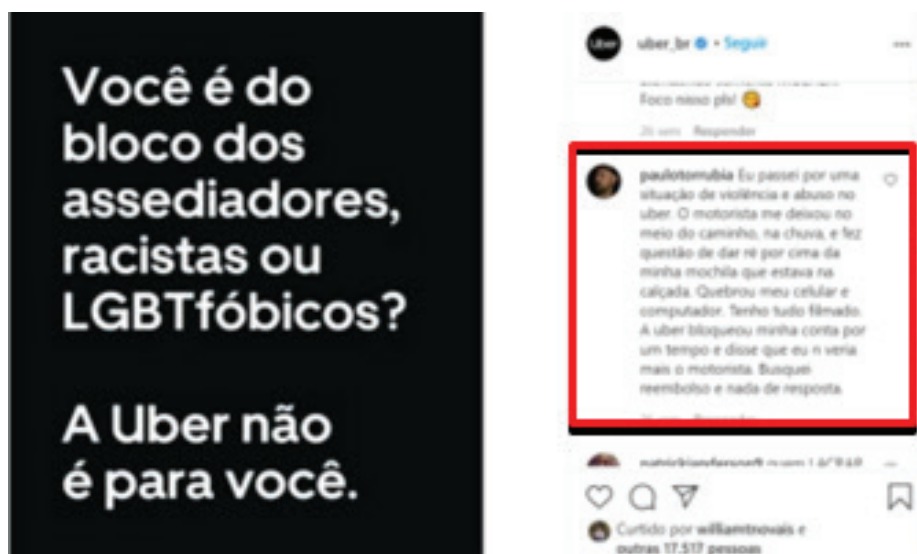 Você é do
bloco dos
assediadores,
racistas ou
LGBTfóbicos?
A Uber não
é para você.
Uber
uber_br • Seguir
Foco nisso pls!
26 sem Responder
paulotorrubia Eu passei por uma
situação de violência e abuso no
uber. O motorista me deixou no
meio do caminho, na chuva, e fez
questão de dar ré por cima da
minha mochila que estava na
calçada. Quebrou meu celular e
computador. Tenho tudo filmado.
A uber bloqueou minha conta por
um tempo e disse que eu n veria
mais o motorista. Busquei
reembolso e nada de resposta.
Curtido por williamtnovais e
outras 17.517 pessoas